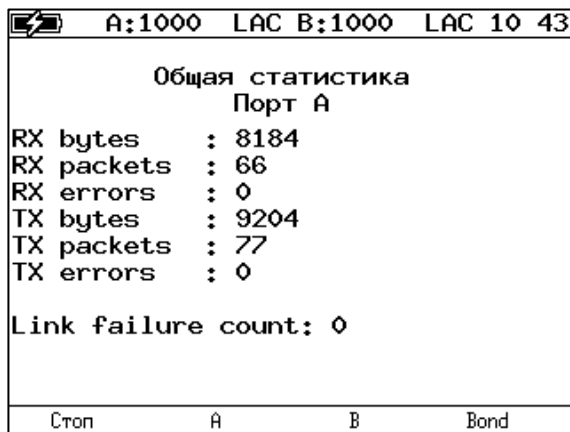 A:1000 LAC B:1000 LAC 10 43
Общая статистика
Порт A
RX bytes : 8184
RX packets : 66
RX errors : 0
TX bytes : 9204
TX packets : 77
TX errors : 0
Link failure count: 0
Стоп A B Bond